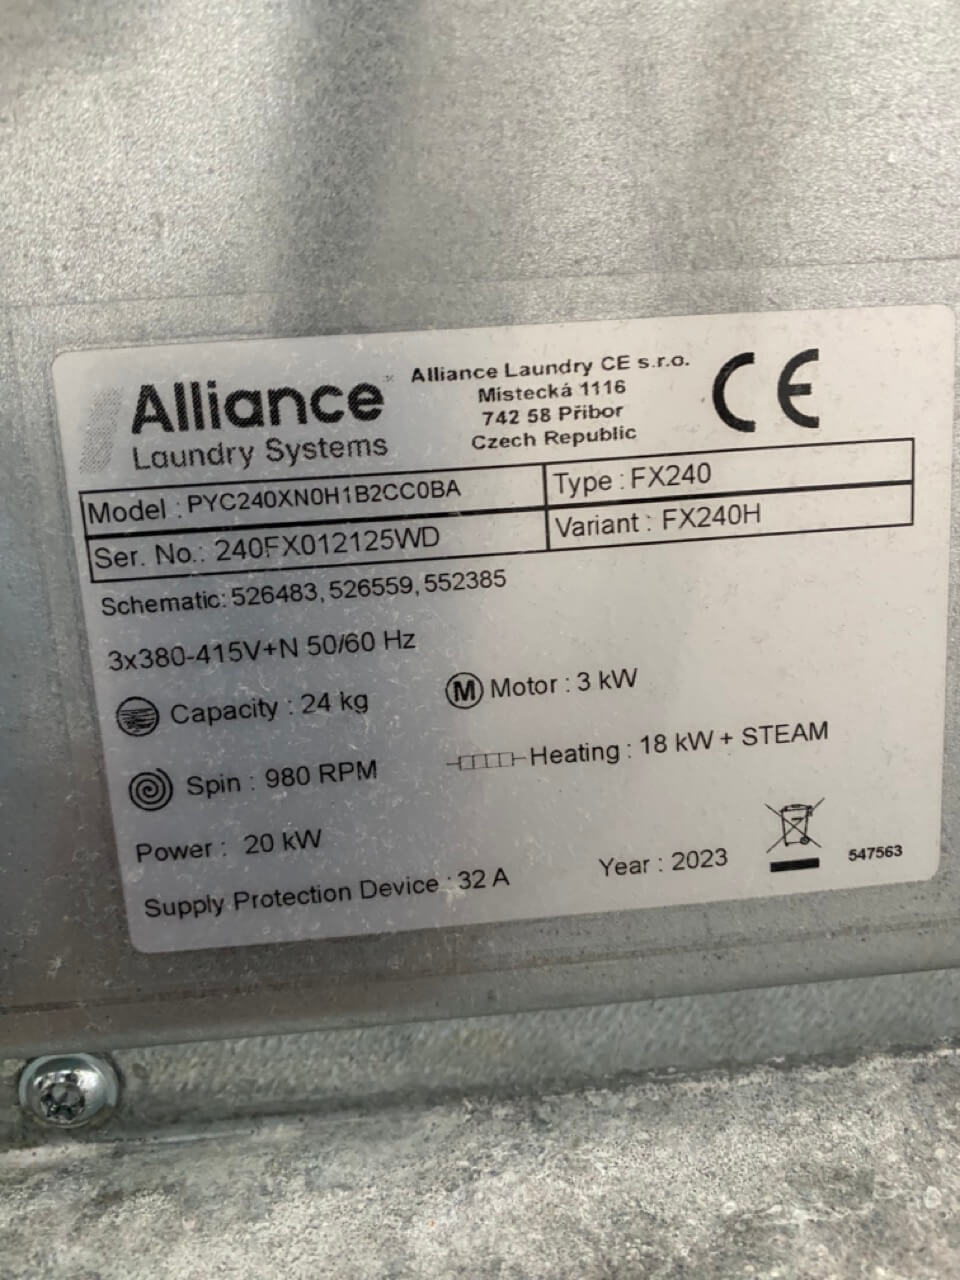 Alliance
Laundry Systems
Alliance Laundry CE s.r.o.
Místecká 1116
742 58 Příbor
Czech Republic
CE
Model : PYC240XN0H1B2CC0BA
Type : FX240
Ser. No.: 240FX012125WD
Variant : FX240H
Schematic: 526483, 526559, 552385
3x380-415V+N 50/60 Hz
Capacity : 24 kg
M Motor : 3 kW
Spin : 980 RPM
Heating : 18 kW + STEAM
Power : 20 kW
Supply Protection Device : 32 A
Year : 2023
547563